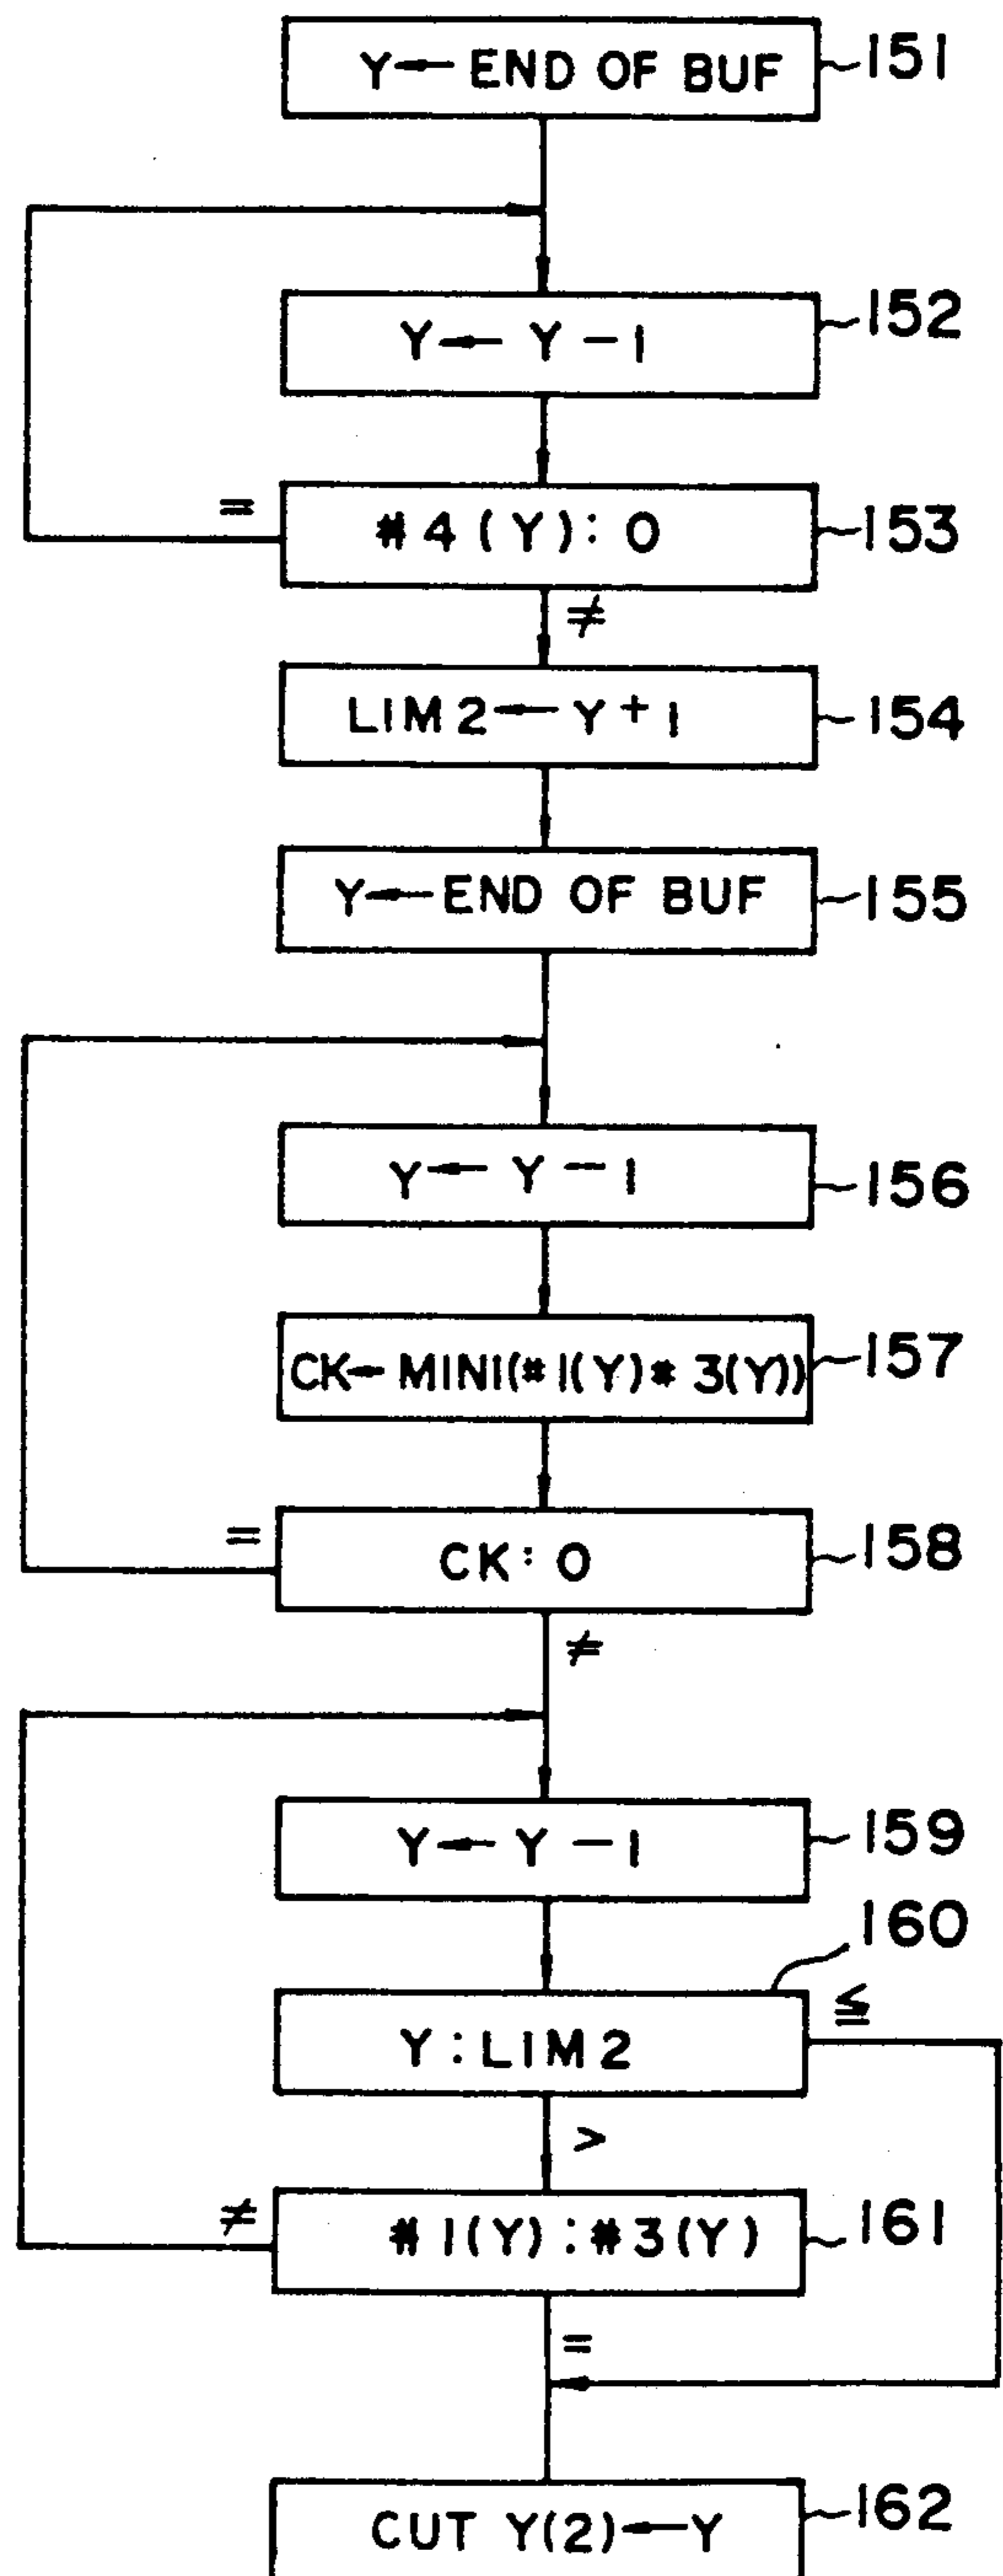 Y ← END OF BUF 151
Y ← Y - 1 152
= #4 (Y) : 0 153
≠
LIM 2 ← Y + 1 154
Y ← END OF BUF 155
Y ← Y - 1 156
CK ← MINI(#1(Y)#3(Y)) 157
= CK : 0 158
≠
Y ← Y - 1 159
160
Y : LIM 2 ≦
>
≠ #1(Y) : #3(Y) 161
=
CUT Y(2) ← Y 162